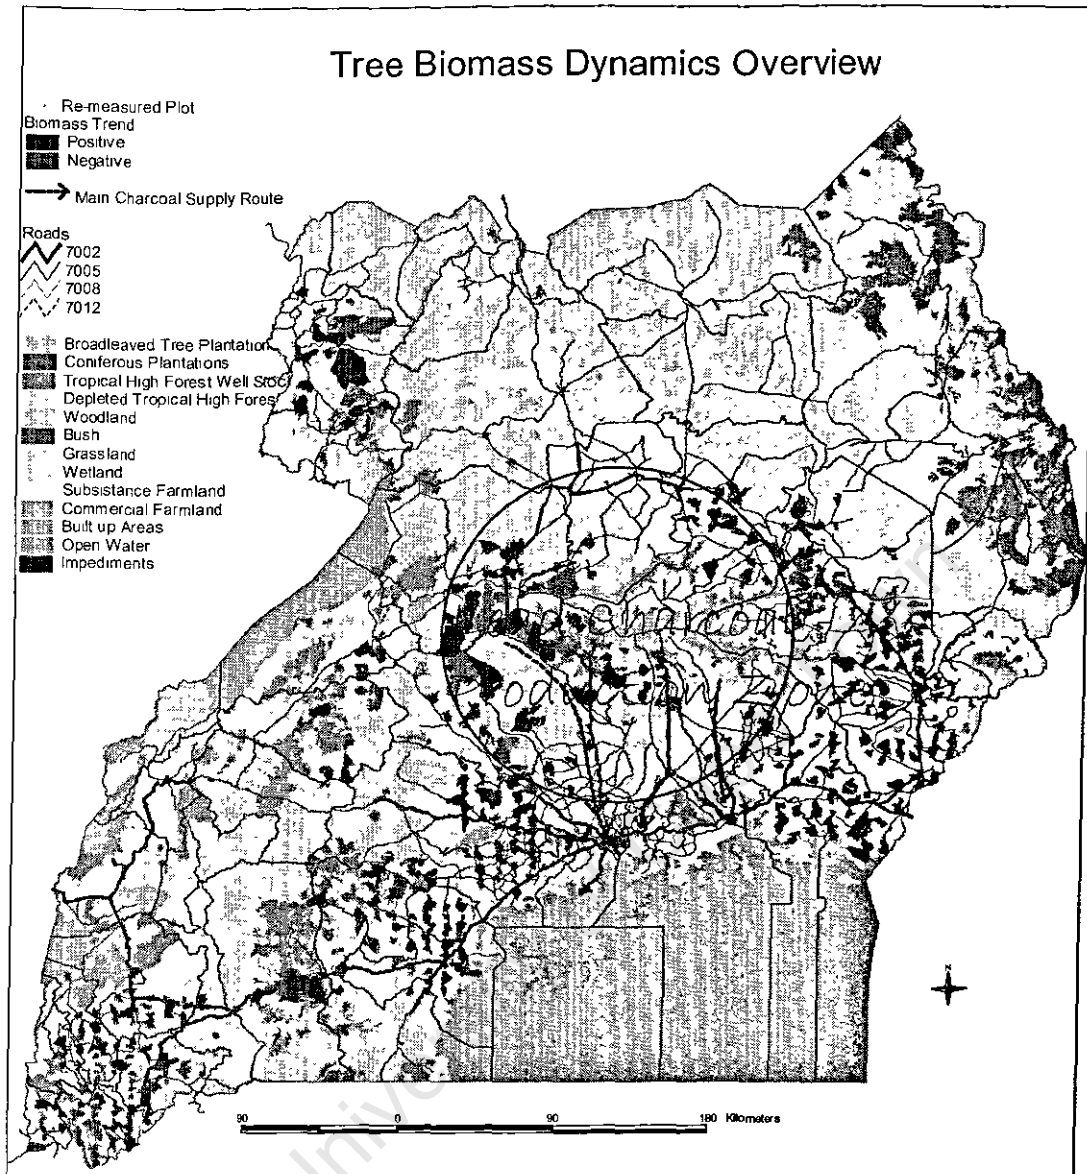 Tree Biomass Dynamics Overview
Re-measured Plot
Biomass Trend
Positive
Negative
Main Charcoal Supply Route
Roads
7002
7005
7008
7012
Broadleaved Tree Plantation
Coniferous Plantations
Tropical High Forest Well Stoc
Depleted Tropical High Fores
Woodland
Bush
Grassland
Wetland
Subsistance Farmland
Commercial Farmland
Built up Areas
Open Water
Impediments
Charcoal
N
90 0 90 180 Kilometers
Univer